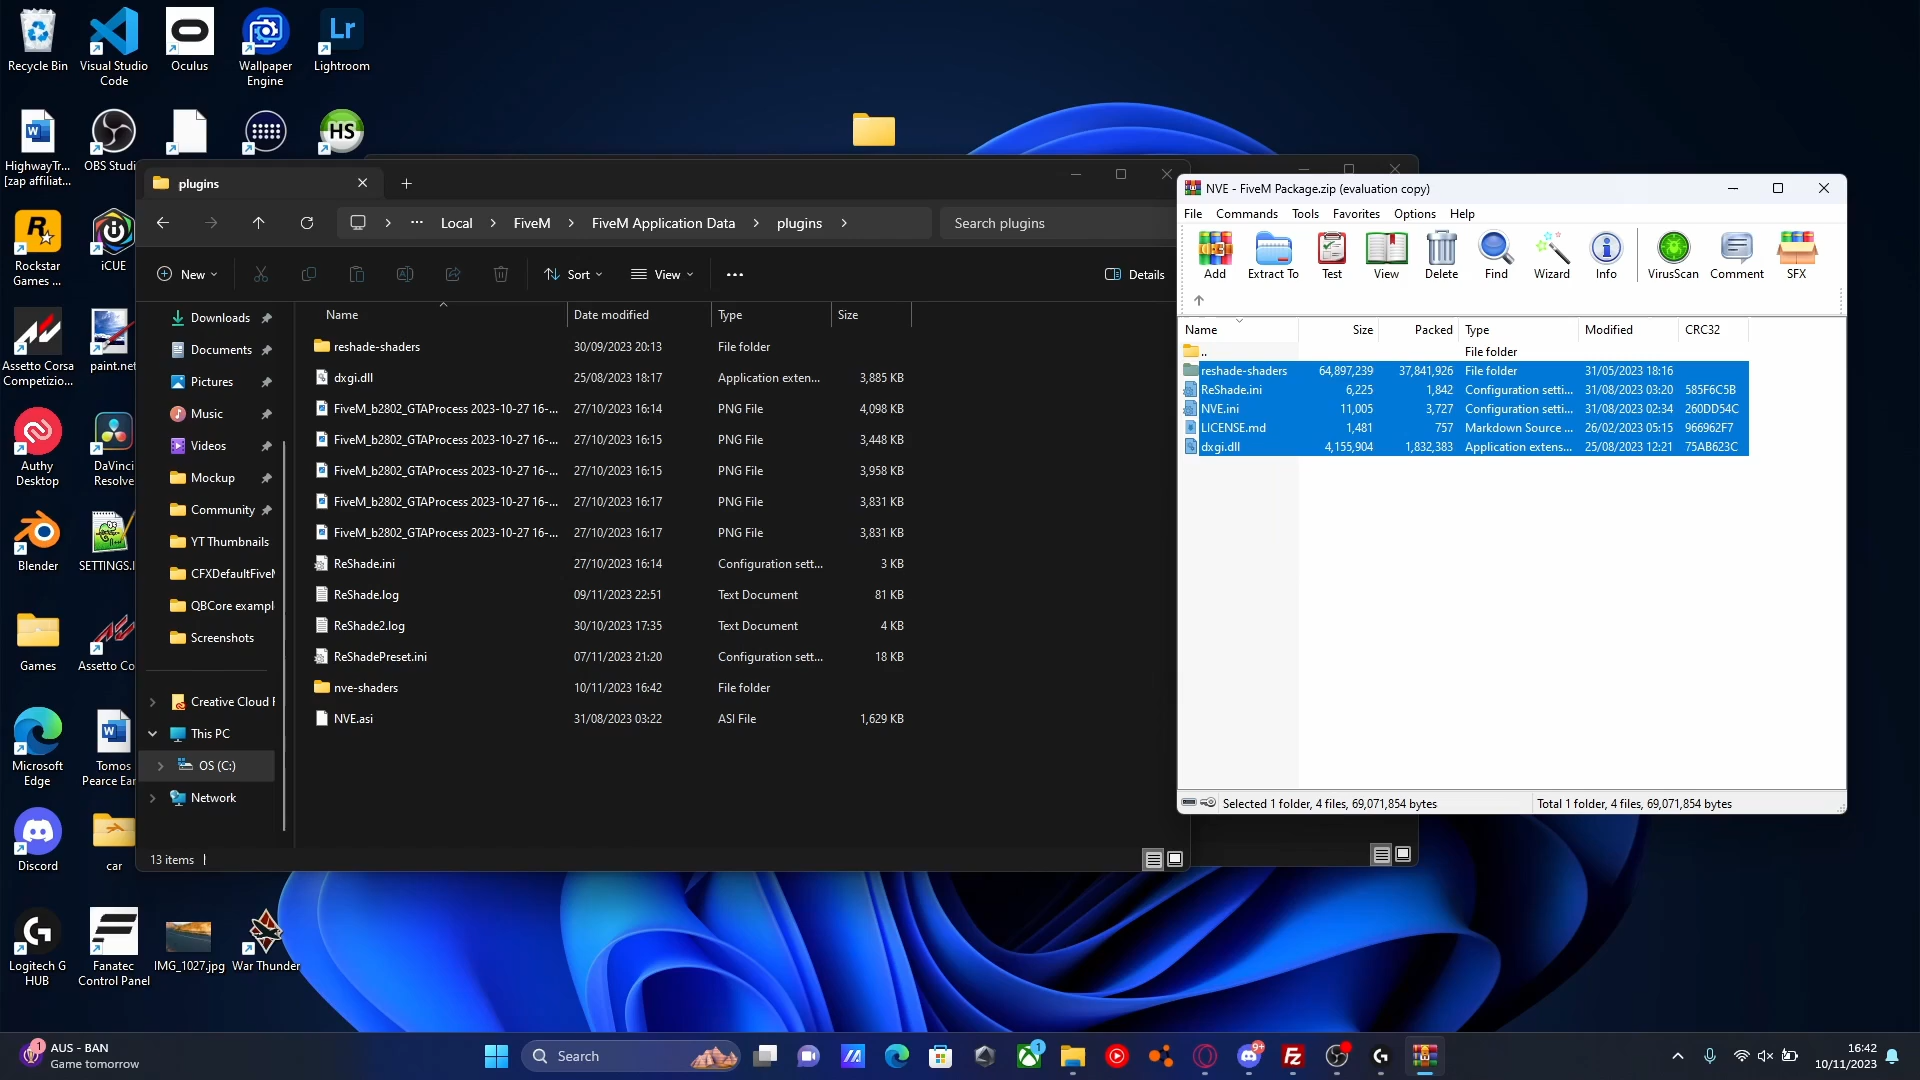 Recycle Bin
Visual Studio
Code
Oculus
Wallpaper
Engine
Lr
Lightroom
HighwayTr...
[zap affiliat...
OBS Studi
HS
Rockstar
Games ...
iCUE
Assetto Corsa
Competizio...
paint.net
Authy
Desktop
DaVinci
Resolve
Blender
SETTINGS.I
Games
Assetto Co
Microsoft
Edge
Tomos
Pearce Ear
Discord
car
Logitech G
HUB
Fanatec
Control Panel
IMG_1027.jpg
War Thunder
plugins
Local
FiveM
FiveM Application Data
plugins
Search plugins
New
Sort
View
Details
Name
Date modified
Type
Size
Downloads
Documents
Pictures
Music
Videos
Mockup
Community
YT Thumbnails
CFXDefaultFiveM
QBCore exampl
Screenshots
Creative Cloud F
This PC
OS (C:)
Network
reshade-shaders 30/09/2023 20:13 File folder
dxgi.dll 25/08/2023 18:17 Application exten... 3,885 KB
FiveM_b2802_GTAProcess 2023-10-27 16-... 27/10/2023 16:14 PNG File 4,098 KB
FiveM_b2802_GTAProcess 2023-10-27 16-... 27/10/2023 16:15 PNG File 3,448 KB
FiveM_b2802_GTAProcess 2023-10-27 16-... 27/10/2023 16:15 PNG File 3,958 KB
FiveM_b2802_GTAProcess 2023-10-27 16-... 27/10/2023 16:17 PNG File 3,831 KB
FiveM_b2802_GTAProcess 2023-10-27 16-... 27/10/2023 16:17 PNG File 3,831 KB
ReShade.ini 27/10/2023 16:14 Configuration sett... 3 KB
ReShade.log 09/11/2023 22:51 Text Document 81 KB
ReShade2.log 30/10/2023 17:35 Text Document 4 KB
ReShadePreset.ini 07/11/2023 21:20 Configuration sett... 18 KB
nve-shaders 10/11/2023 16:42 File folder
NVE.asi 31/08/2023 03:22 ASI File 1,629 KB
13 items
NVE - FiveM Package.zip (evaluation copy)
File Commands Tools Favorites Options Help
Add
Extract To
Test
View
Delete
Find
Wizard
Info
VirusScan
Comment
SFX
Name Size Packed Type Modified CRC32
.. File folder
reshade-shaders 64,897,239 37,841,926 File folder 31/05/2023 18:16
ReShade.ini 6,225 1,842 Configuration setti... 31/08/2023 03:20 585F6C5B
NVE.ini 11,005 3,727 Configuration setti... 31/08/2023 02:34 260DD54C
LICENSE.md 1,481 757 Markdown Source ... 26/02/2023 05:15 966962F7
dxgi.dll 4,155,904 1,832,383 Application extens... 25/08/2023 12:21 75AB623C
Selected 1 folder, 4 files, 69,071,854 bytes
Total 1 folder, 4 files, 69,071,854 bytes
1
AUS - BAN
Game tomorrow
Search
1
9+
16:42
10/11/2023